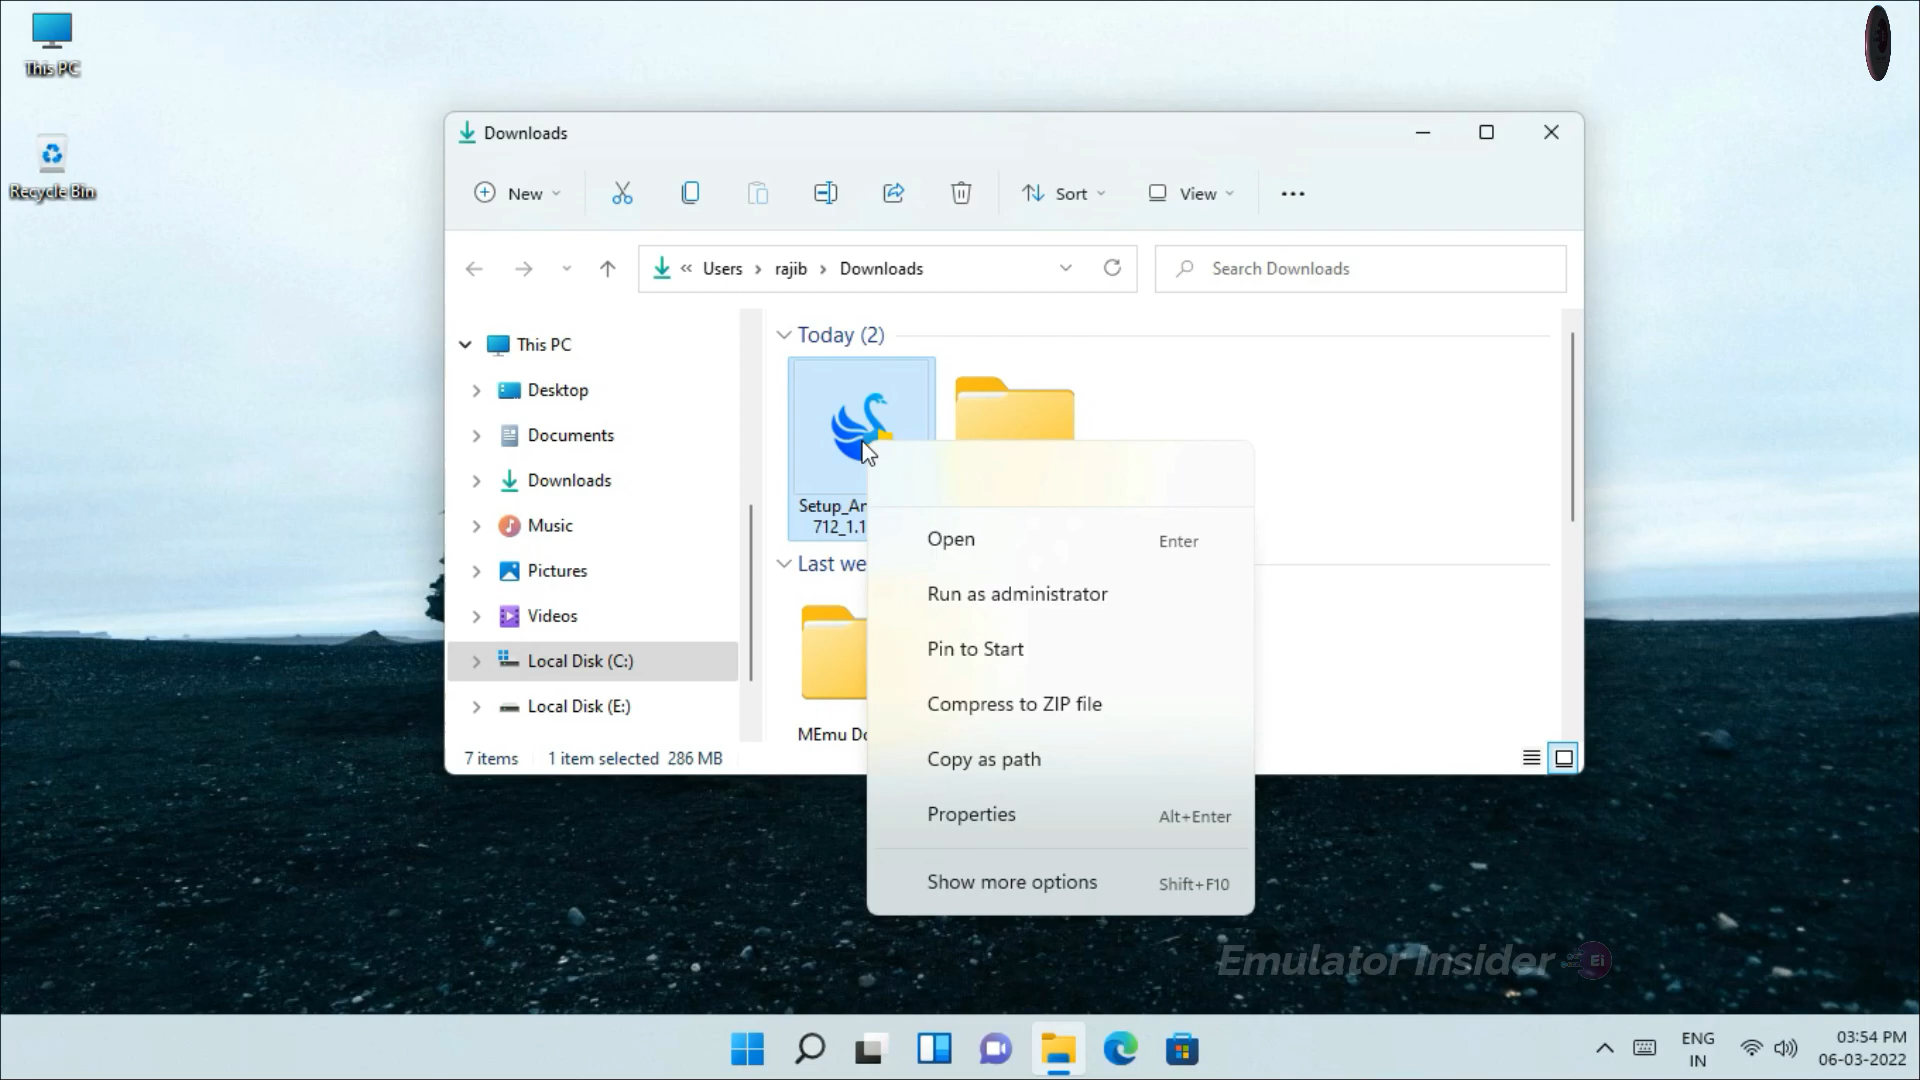 This PC
Recycle Bin
Downloads
New
Sort
View
Users
rajib
Downloads
Search Downloads
This PC
Desktop
Documents
Downloads
Music
Pictures
Videos
Local Disk (C:)
Local Disk (E:)
Today (2)
Setup_An
712_1.1
Last we
MEmu Do
Open Enter
Run as administrator
Pin to Start
Compress to ZIP file
Copy as path
Properties Alt+Enter
Show more options Shift+F10
7 items 1 item selected 286 MB
Emulator Insider Ei
ENG
IN
03:54 PM
06-03-2022